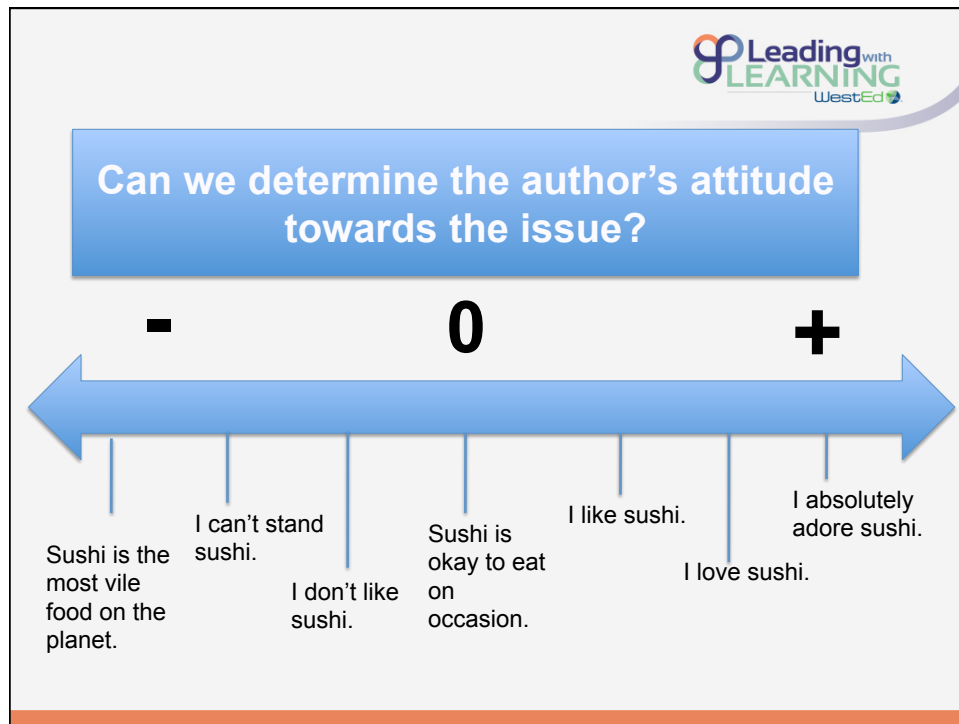 Leading with
LEARNING
WestEd
Can we determine the author’s attitude
towards the issue?
- 0 +
Sushi is the
most vile
food on the
planet.
I can’t stand
sushi.
I don’t like
sushi.
Sushi is
okay to eat
on
occasion.
I like sushi.
I love sushi.
I absolutely
adore sushi.